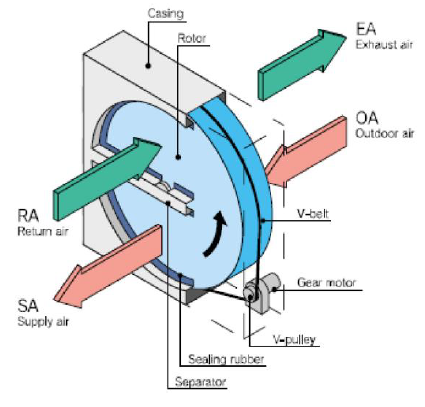 Casing
Rotor
EA
Exhaust air
OA
Outdoor air
RA
Return air
V-belt
SA
Supply air
Gear motor
V-pulley
Sealing rubber
Separator